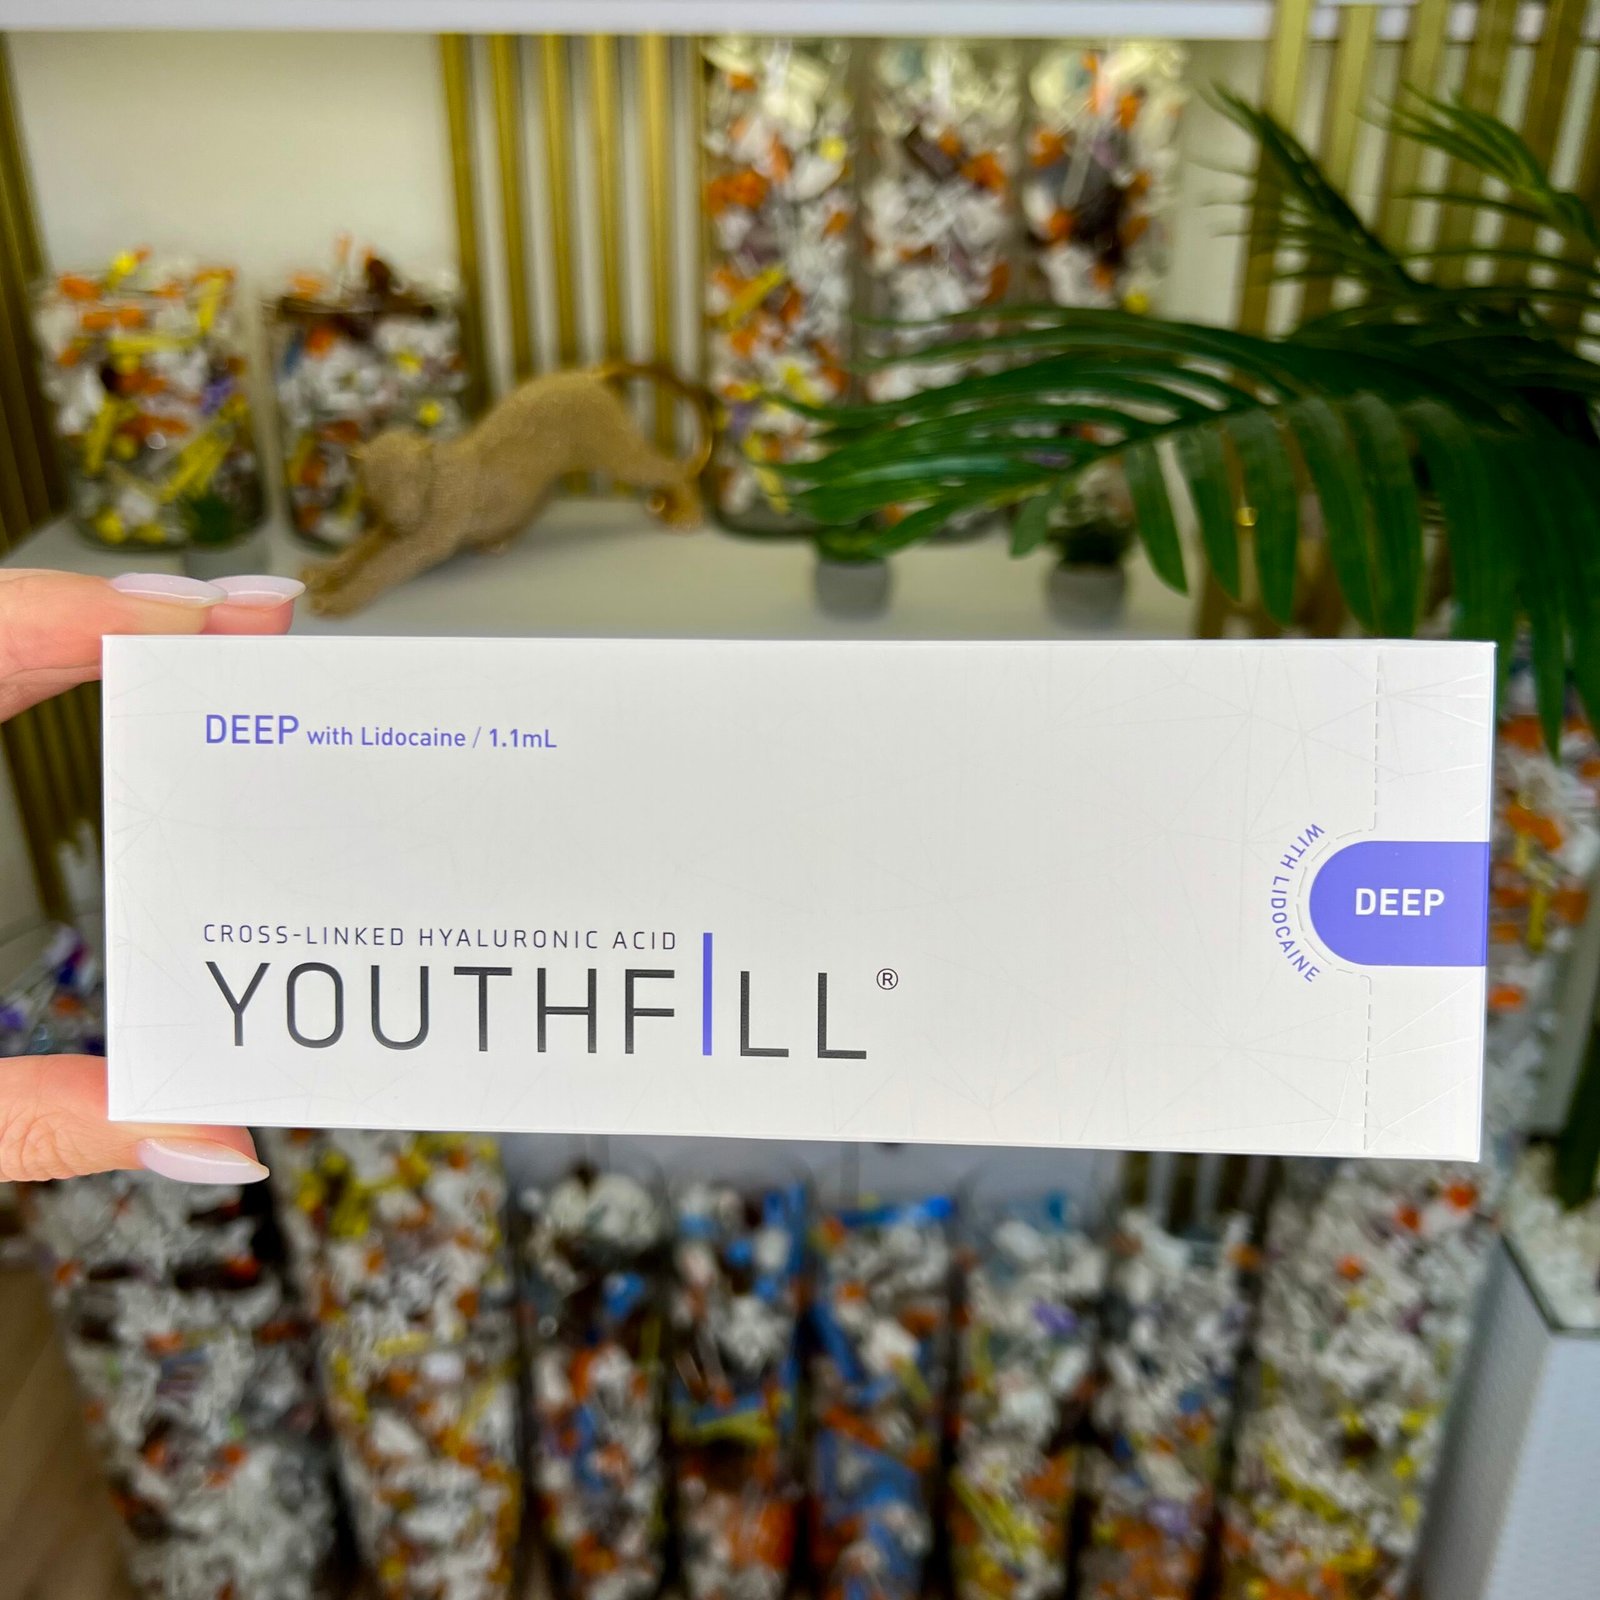 DEEP with Lidocaine / 1.1mL
CROSS-LINKED HYALURONIC ACID
YOUTHFILL®
WITH LIDOCAINE
DEEP